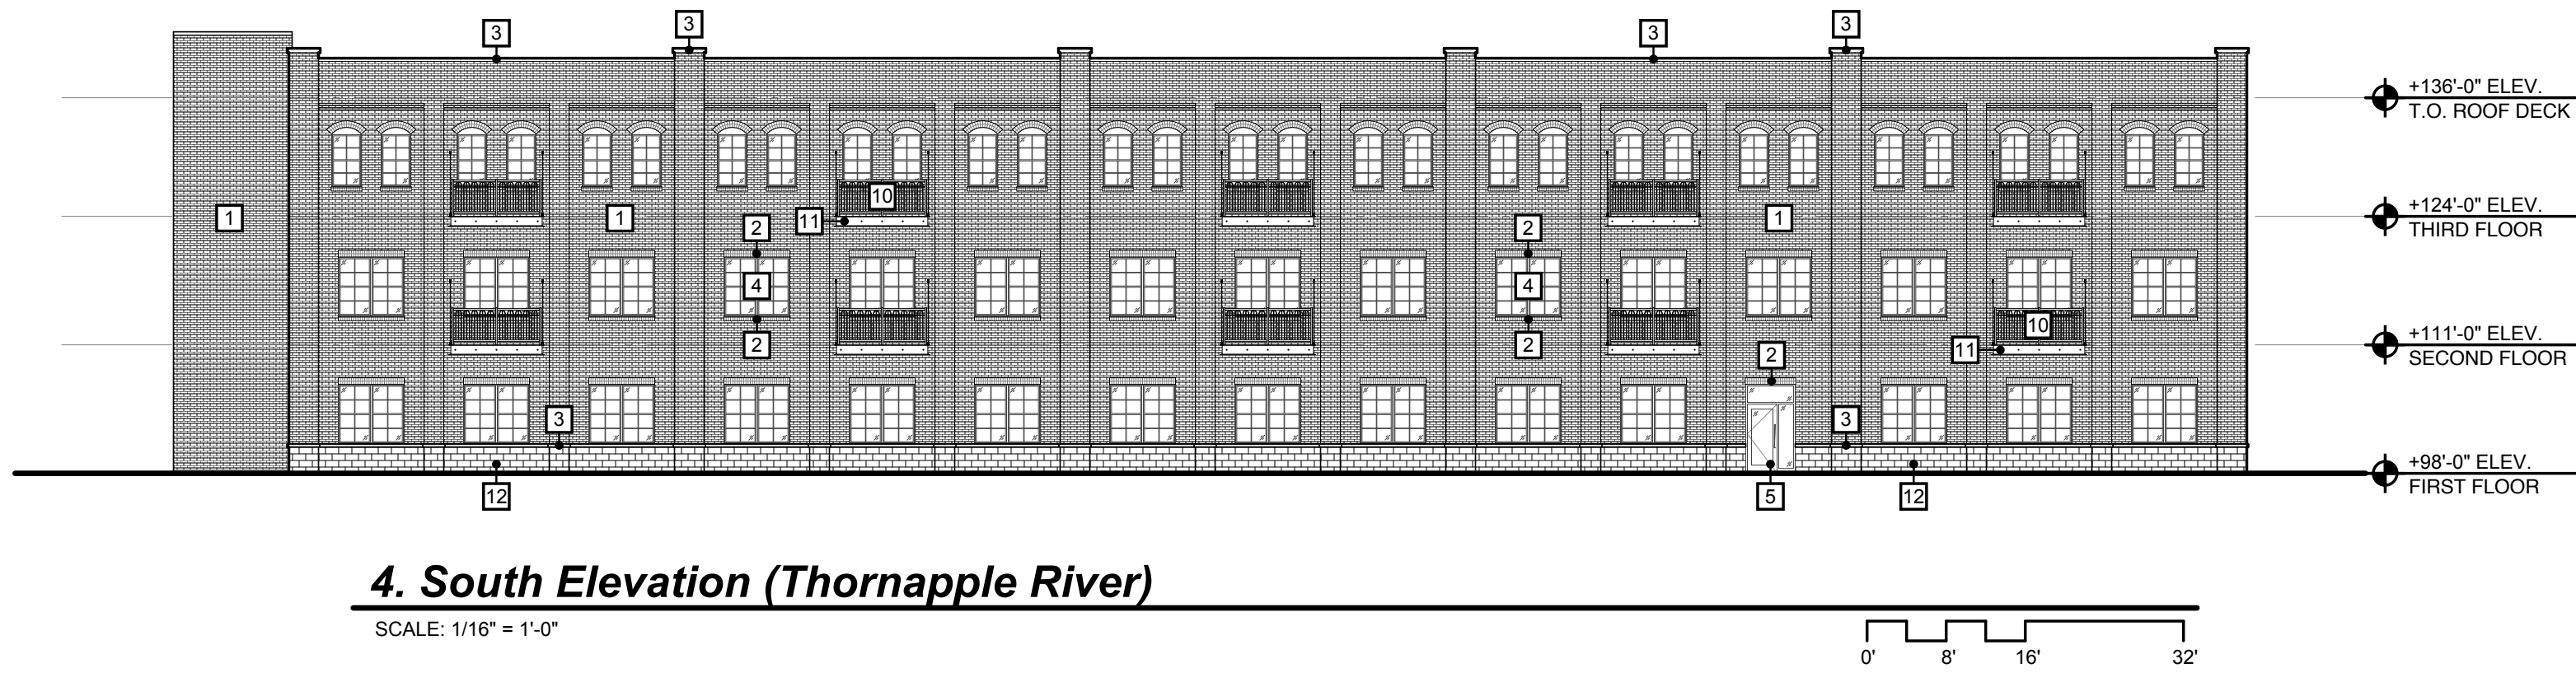 3
3
3
3
+136'-0" ELEV.
T.O. ROOF DECK
10
1
1
11
2
2
1
+124'-0" ELEV.
THIRD FLOOR
4
4
10
2
2
11
2
+111'-0" ELEV.
SECOND FLOOR
3
3
12
5
12
+98'-0" ELEV.
FIRST FLOOR
4. South Elevation (Thornapple River)
SCALE: 1/16" = 1'-0"
0' 8' 16' 32'